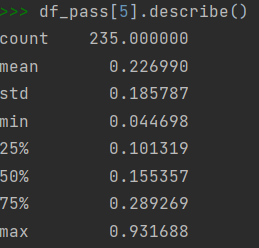 >>> df_pass[5].describe()
count    235.000000
mean       0.226990
std        0.185787
min        0.044698
25%        0.101319
50%        0.155357
75%        0.289269
max        0.931688